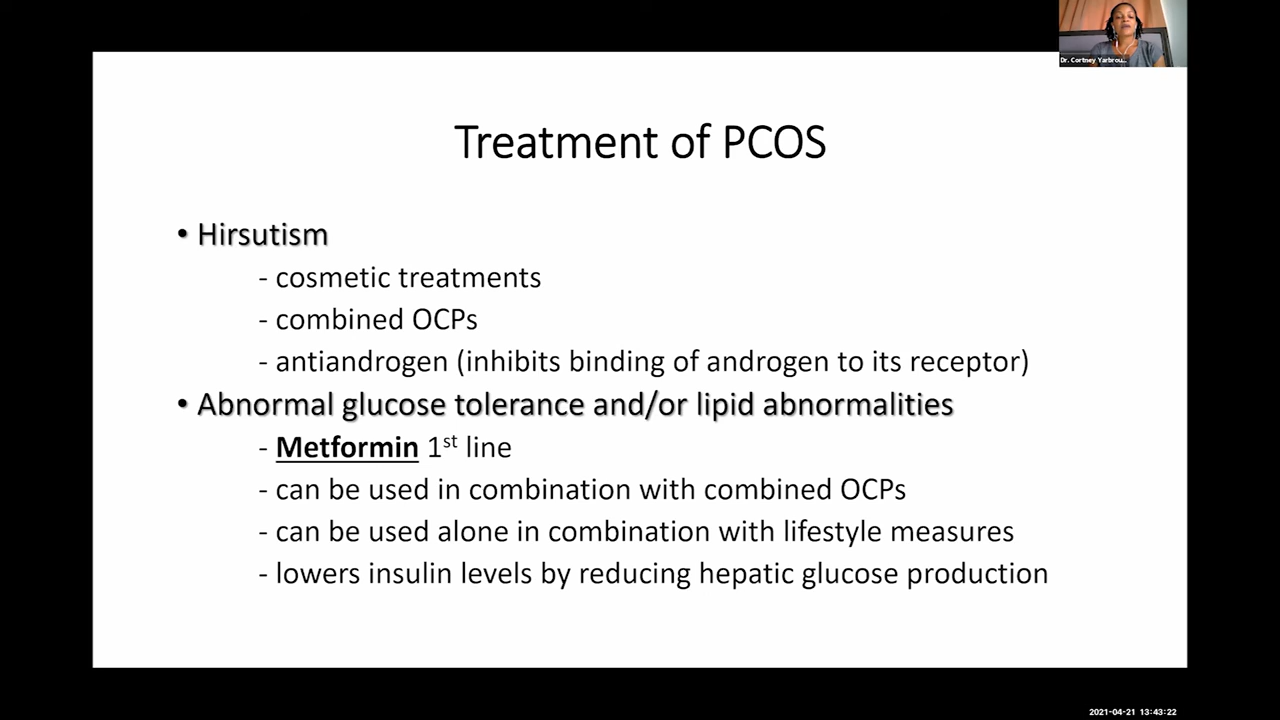 Dr. Cortney Yarbrou...
Treatment of PCOS
• Hirsutism
- cosmetic treatments
- combined OCPs
- antiandrogen (inhibits binding of androgen to its receptor)
• Abnormal glucose tolerance and/or lipid abnormalities
- Metformin 1st line
- can be used in combination with combined OCPs
- can be used alone in combination with lifestyle measures
- lowers insulin levels by reducing hepatic glucose production
2021-04-21 13:43:22